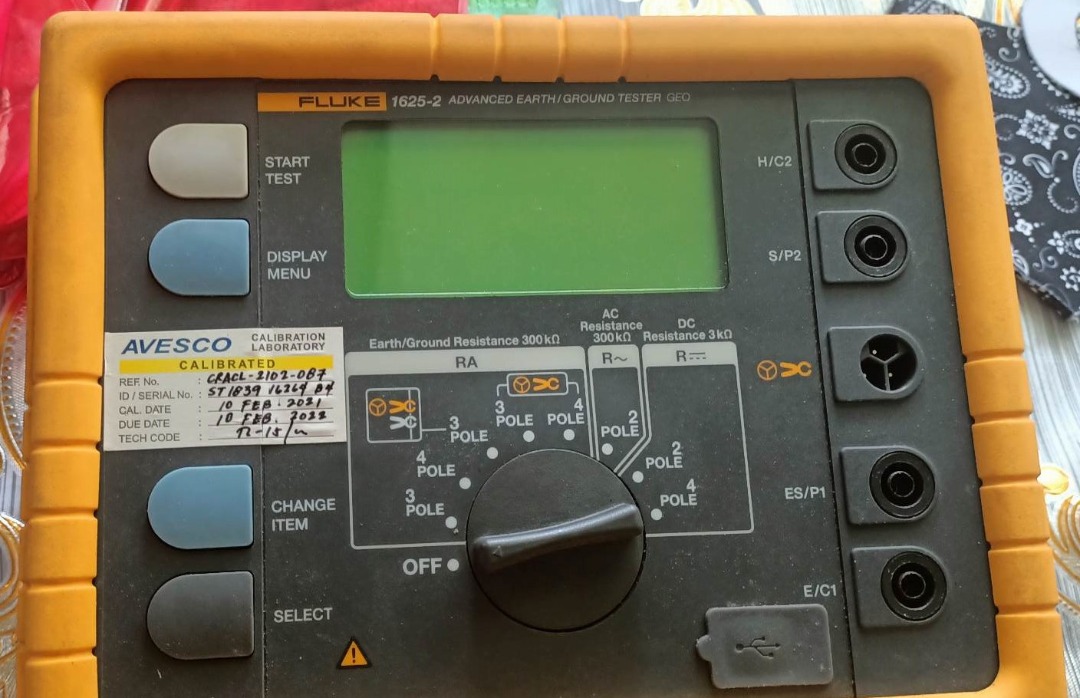 FLUKE 1625-2 ADVANCED EARTH/GROUND TESTER GEO
START
TEST
DISPLAY
MENU
H/C2
S/P2
ES/P1
E/C1
AVESCO CALIBRATION
LABORATORY
CALIBRATED
REF. No. : CRACL-2102-087
ID / SERIAL No. :
CAL. DATE : 10 FEB. 2021
DUE DATE : 10 FEB. 2022
TECH CODE :
Earth/Ground Resistance 300 kΩ
AC
Resistance
300 kΩ
DC
Resistance 3 kΩ
RA
R~
R⎓
3
POLE
4
POLE
3
POLE
3
POLE
4
POLE
2
POLE
2
POLE
4
POLE
OFF
CHANGE
ITEM
SELECT